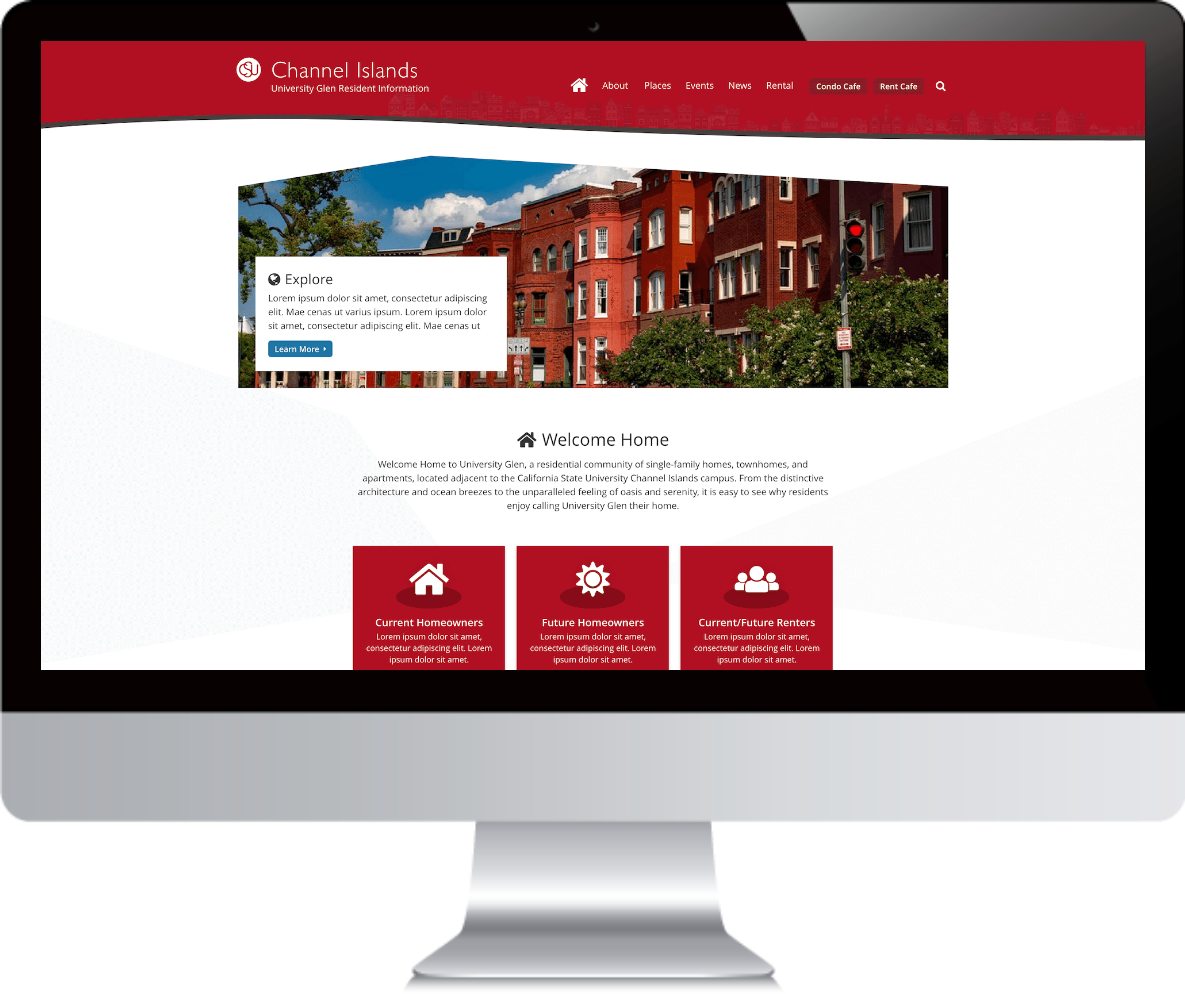 CSU Channel Islands
University Glen Resident Information
About Places Events News Rental Condo Cafe Rent Cafe
Explore
Lorem ipsum dolor sit amet, consectetur adipiscing
elit. Mae cenas ut varius ipsum. Lorem ipsum dolor
sit amet, consectetur adipiscing elit. Mae cenas ut
Learn More
Welcome Home
Welcome Home to University Glen, a residential community of single-family homes, townhomes, and
apartments, located adjacent to the California State University Channel Islands campus. From the distinctive
architecture and ocean breezes to the unparalleled feeling of oasis and serenity, it is easy to see why residents
enjoy calling University Glen their home.
Current Homeowners
Lorem ipsum dolor sit amet,
consectetur adipiscing elit. Lorem
ipsum dolor sit amet.
Future Homeowners
Lorem ipsum dolor sit amet,
consectetur adipiscing elit. Lorem
ipsum dolor sit amet.
Current/Future Renters
Lorem ipsum dolor sit amet,
consectetur adipiscing elit. Lorem
ipsum dolor sit amet.